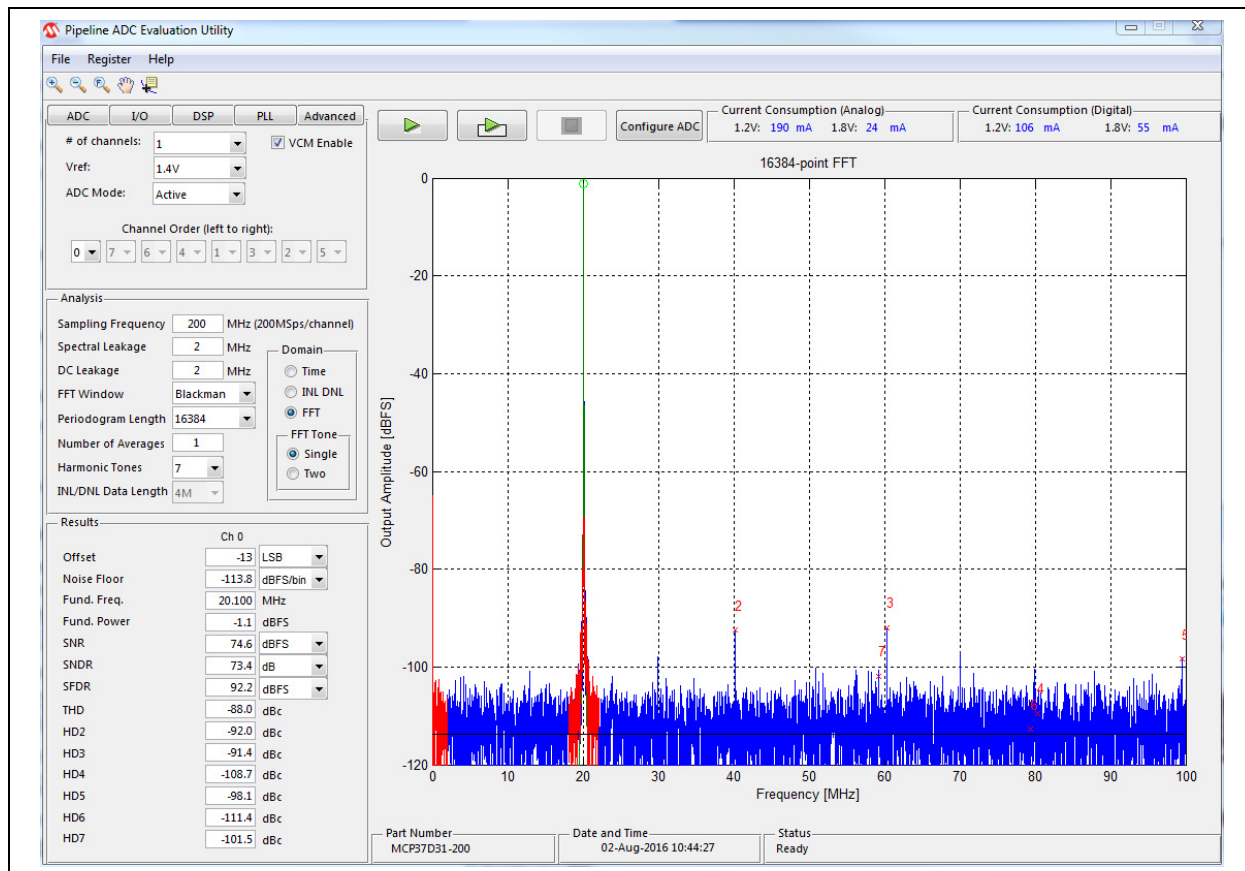 Pipeline ADC Evaluation Utility
File Register Help
ADC I/O DSP PLL Advanced
# of channels: 1 VCM Enable
Vref: 1.4V
ADC Mode: Active
Channel Order (left to right):
0 7 6 4 1 3 2 5
Configure ADC
Current Consumption (Analog)
1.2V: 190 mA 1.8V: 24 mA
Current Consumption (Digital)
1.2V: 106 mA 1.8V: 55 mA
Analysis
Sampling Frequency 200 MHz (200MSps/channel)
Spectral Leakage 2 MHz
DC Leakage 2 MHz
FFT Window Blackman
Periodogram Length 16384
Number of Averages 1
Harmonic Tones 7
INL/DNL Data Length 4M
Domain
Time
INL DNL
FFT
FFT Tone
Single
Two
Results
Ch 0
Offset -13 LSB
Noise Floor -113.8 dBFS/bin
Fund. Freq. 20.100 MHz
Fund. Power -1.1 dBFS
SNR 74.6 dBFS
SNDR 73.4 dB
SFDR 92.2 dBFS
THD -88.0 dBc
HD2 -92.0 dBc
HD3 -91.4 dBc
HD4 -108.7 dBc
HD5 -98.1 dBc
HD6 -111.4 dBc
HD7 -101.5 dBc
16384-point FFT
Output Amplitude [dBFS]
0
-20
-40
-60
-80
-100
-120
2
3
7
5
4
0 10 20 30 40 50 60 70 80 90 100
Frequency [MHz]
Part Number
MCP37D31-200
Date and Time
02-Aug-2016 10:44:27
Status
Ready